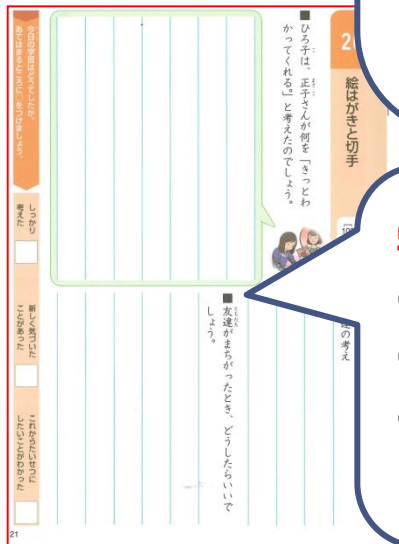 絵はがきと切手
■ひろ子は、正子さんが何を「きっとわ
かってくれる。」と考えたのでしょう。
の考え
■友達がまちがったとき、どうしたらいいで
しょう。
今日の学習はどうでしたか。
あてはまるところに○をつけましょう。
しっかり
考えた
新しく気づいた
ことがあった
これからたいせつに
したいことがわかった
21